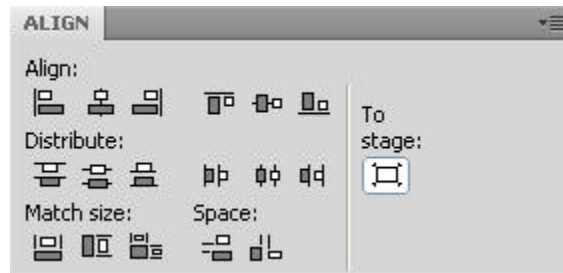 ALIGN
Align:
Distribute:
Match size:
Space:
To
stage: